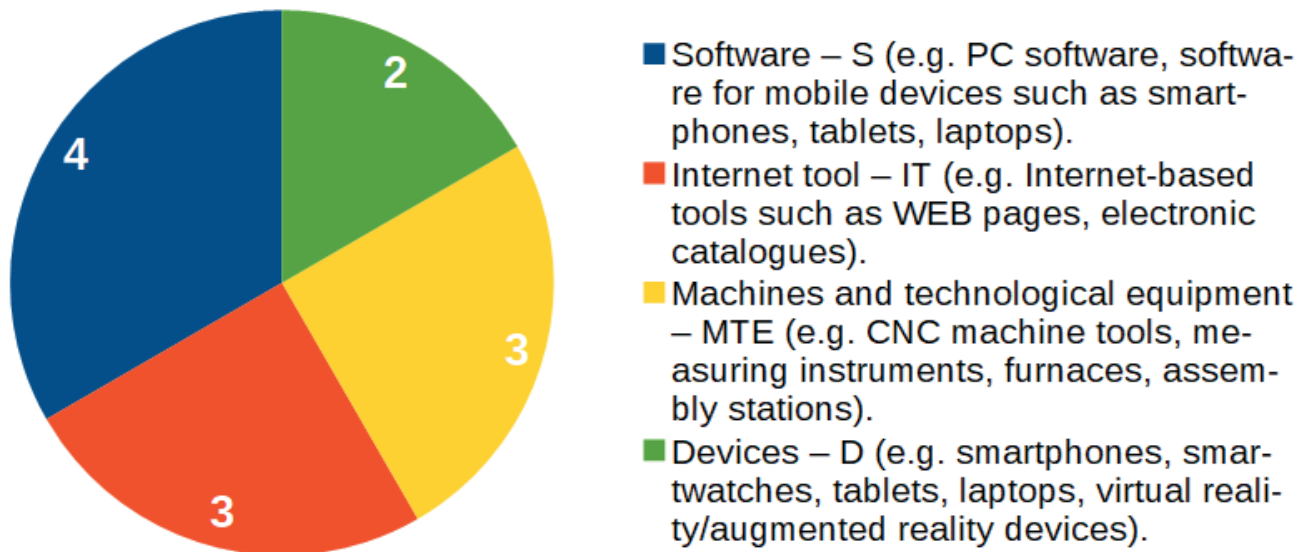 2
4
3
3
Software – S (e.g. PC software, softwa-
re for mobile devices such as smart-
phones, tablets, laptops).
Internet tool – IT (e.g. Internet-based
tools such as WEB pages, electronic
catalogues).
Machines and technological equipment
– MTE (e.g. CNC machine tools, me-
asuring instruments, furnaces, assem-
bly stations).
Devices – D (e.g. smartphones, smar-
twatches, tablets, laptops, virtual reali-
ty/augmented reality devices).